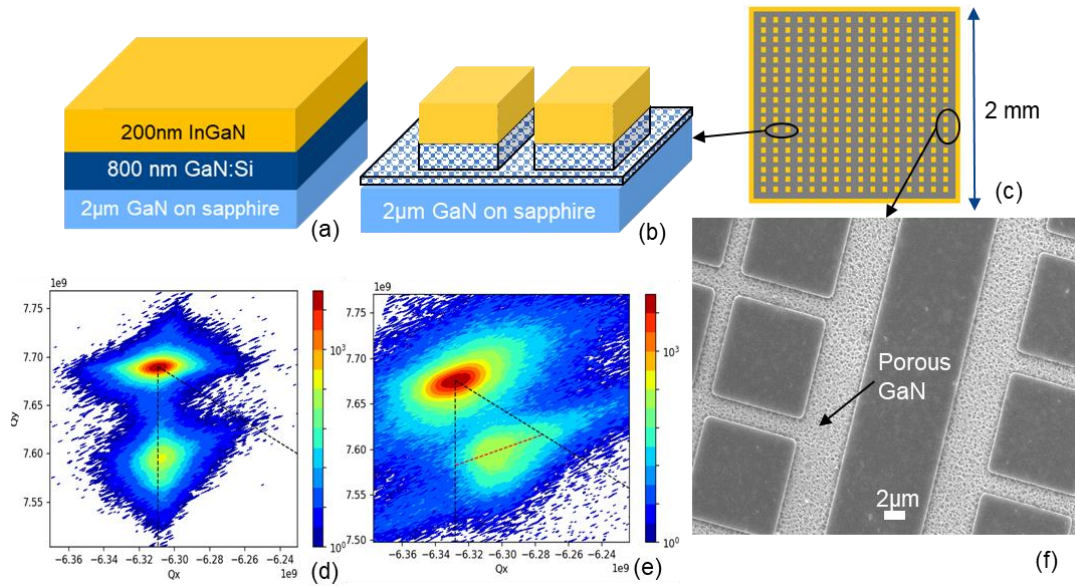 200nm InGaN
800 nm GaN:Si
2µm GaN on sapphire
(a)
2µm GaN on sapphire
(b)
2 mm
(c)
1e9
7.75
7.70
7.65
7.60
7.55
Qy
−6.36 −6.34 −6.32 −6.30 −6.28 −6.26 −6.24
Qx
1e9
10³
10⁰
(d)
1e9
7.75
7.70
7.65
7.60
7.55
7.50
−6.36 −6.34 −6.32 −6.30 −6.28 −6.26 −6.24
Qx
1e9
10³
10⁰
(e)
Porous
GaN
2µm
(f)